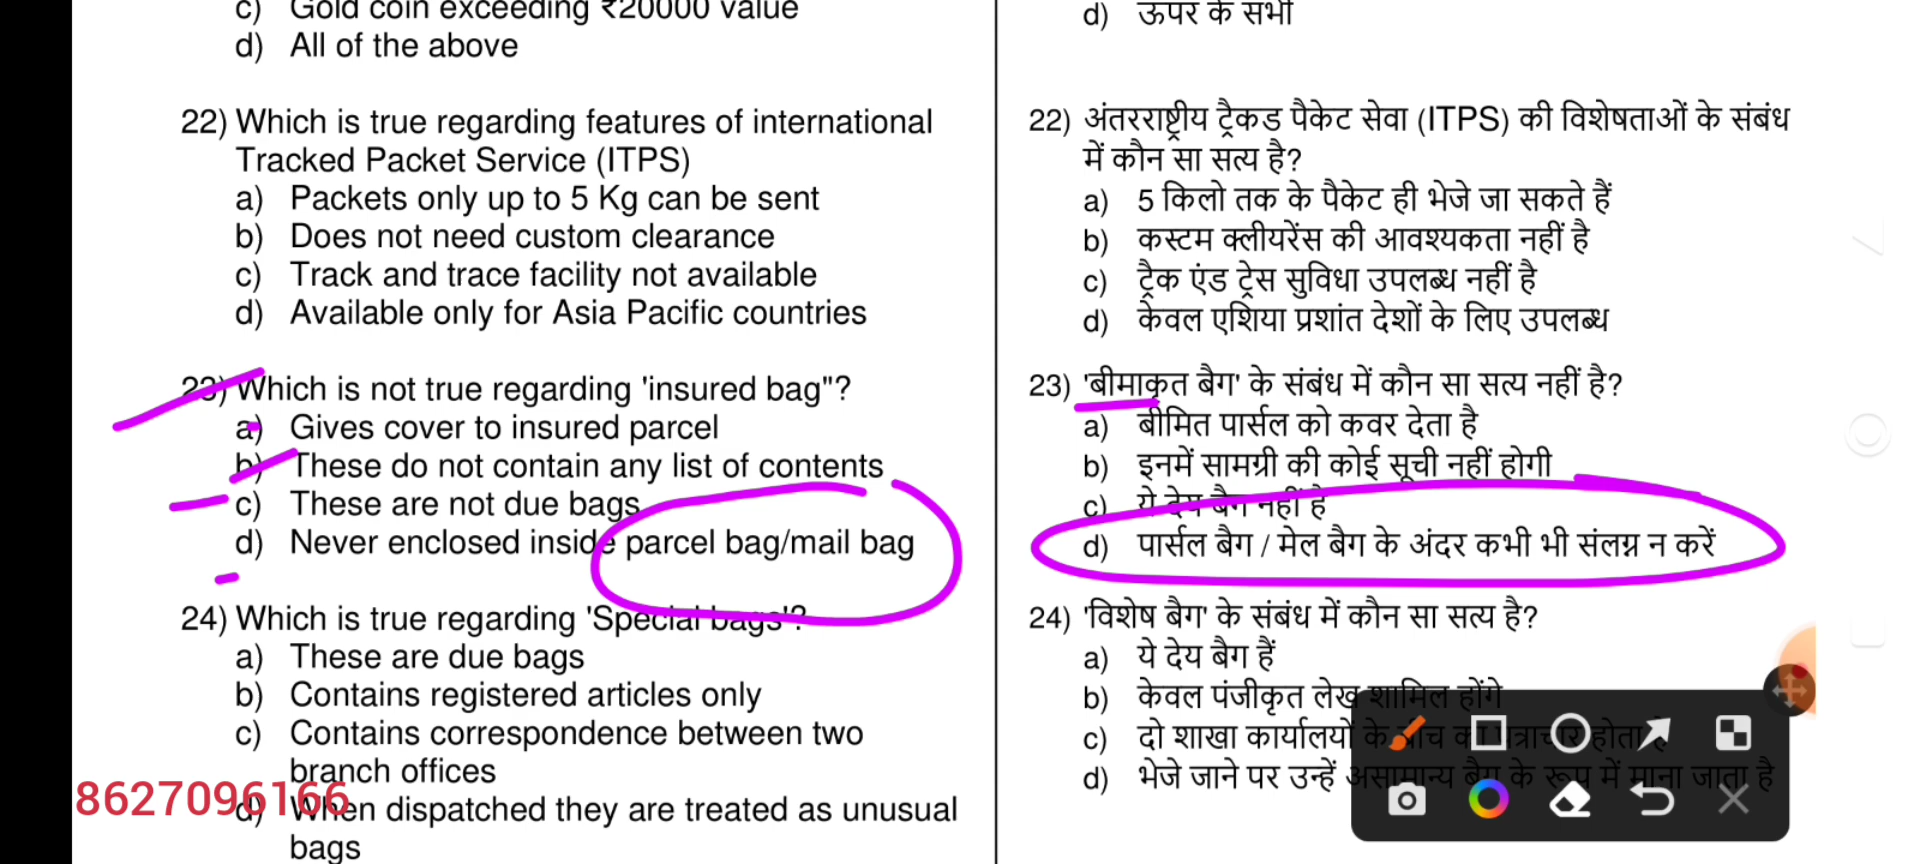 c) Gold coin exceeding ₹20000 value
d) All of the above
22) Which is true regarding features of international
Tracked Packet Service (ITPS)
a) Packets only up to 5 Kg can be sent
b) Does not need custom clearance
c) Track and trace facility not available
d) Available only for Asia Pacific countries
23) Which is not true regarding 'insured bag"?
a) Gives cover to insured parcel
b) These do not contain any list of contents
c) These are not due bags
d) Never enclosed inside parcel bag/mail bag
24) Which is true regarding 'Special bags'?
a) These are due bags
b) Contains registered articles only
c) Contains correspondence between two
branch offices
d) When dispatched they are treated as unusual
bags
8627096166
d) ऊपर के सभी
22) अंतरराष्ट्रीय ट्रैकड पैकेट सेवा (ITPS) की विशेषताओं के संबंध
में कौन सा सत्य है?
a) 5 किलो तक के पैकेट ही भेजे जा सकते हैं
b) कस्टम क्लीयरेंस की आवश्यकता नहीं है
c) ट्रैक एंड ट्रेस सुविधा उपलब्ध नहीं है
d) केवल एशिया प्रशांत देशों के लिए उपलब्ध
23) 'बीमाकृत बैग' के संबंध में कौन सा सत्य नहीं है?
a) बीमित पार्सल को कवर देता है
b) इनमें सामग्री की कोई सूची नहीं होगी
c) ये देय बैग नहीं हैं
d) पार्सल बैग / मेल बैग के अंदर कभी भी संलग्न न करें
24) 'विशेष बैग' के संबंध में कौन सा सत्य है?
a) ये देय बैग हैं
b) केवल पंजीकृत लेख शामिल होंगे
c) दो शाखा कार्यालयों के बीच का पत्राचार होता है
d) भेजे जाने पर उन्हें असामान्य बैग के रूप में माना जाता है